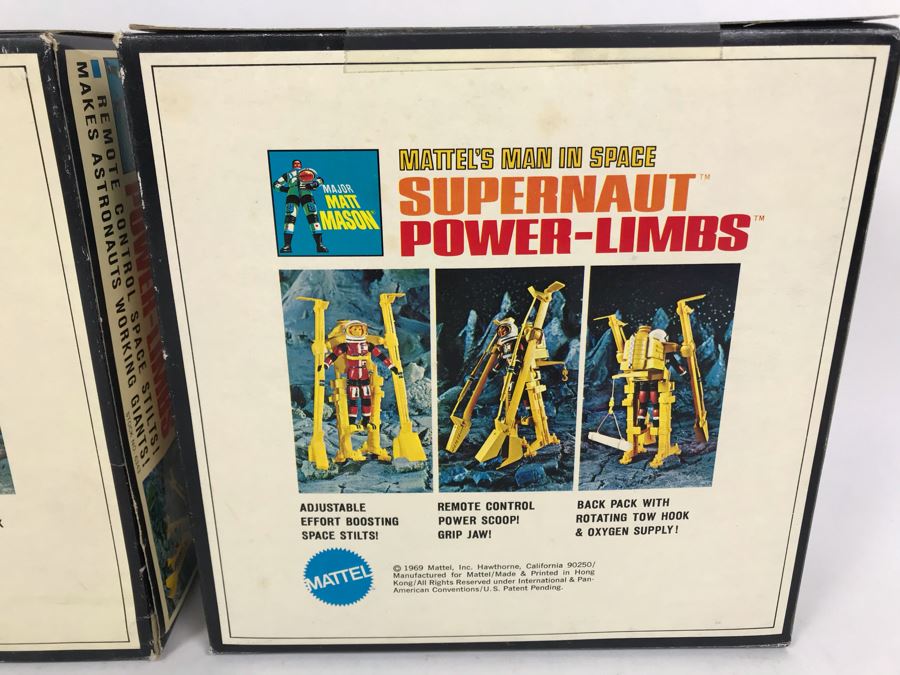 REMOTE CONTROL SPACE STILTS!
MAKES ASTRONAUTS WORKING GIANTS!
POWER-LIMBS
MAJOR
MATT
MASON
MATTEL'S MAN IN SPACE
SUPERNAUT™
POWER-LIMBS™
ADJUSTABLE
EFFORT BOOSTING
SPACE STILTS!
REMOTE CONTROL
POWER SCOOP!
GRIP JAW!
BACK PACK WITH
ROTATING TOW HOOK
& OXYGEN SUPPLY!
MATTEL
© 1969 Mattel, Inc. Hawthorne, California 90250/
Manufactured for Mattel/Made & Printed in Hong
Kong/All Rights Reserved under International & Pan-
American Conventions/U. S. Patent Pending.